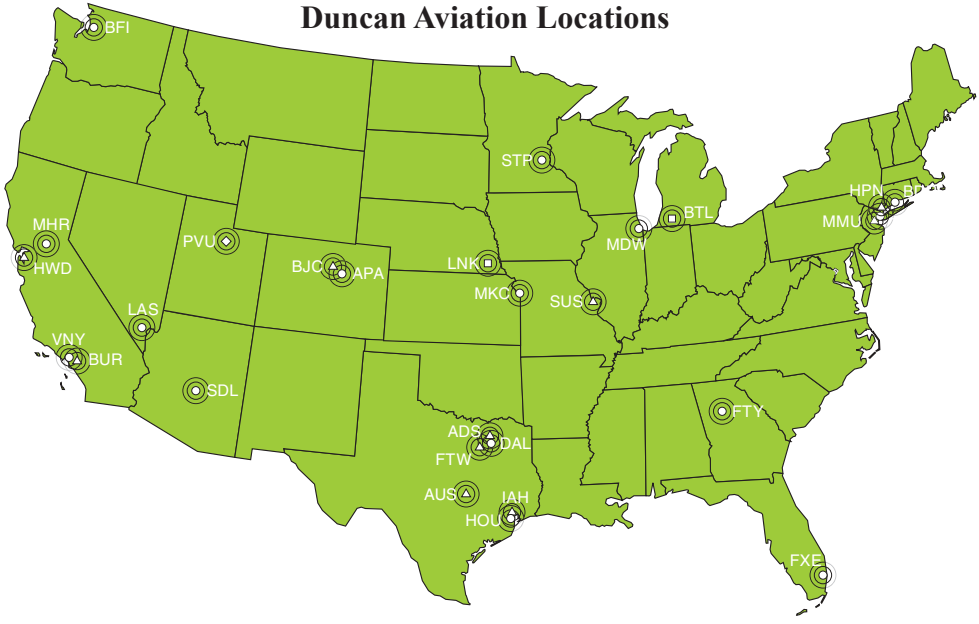 Duncan Aviation Locations
BFI
STP
HPN
MMU
BTL
MDW
MHR
HWD
PVU
BJC
APA
LNK
MKC
SUS
LAS
VNY
BUR
SDL
FTY
ADS
DAL
FTW
AUS
IAH
HOU
FXE